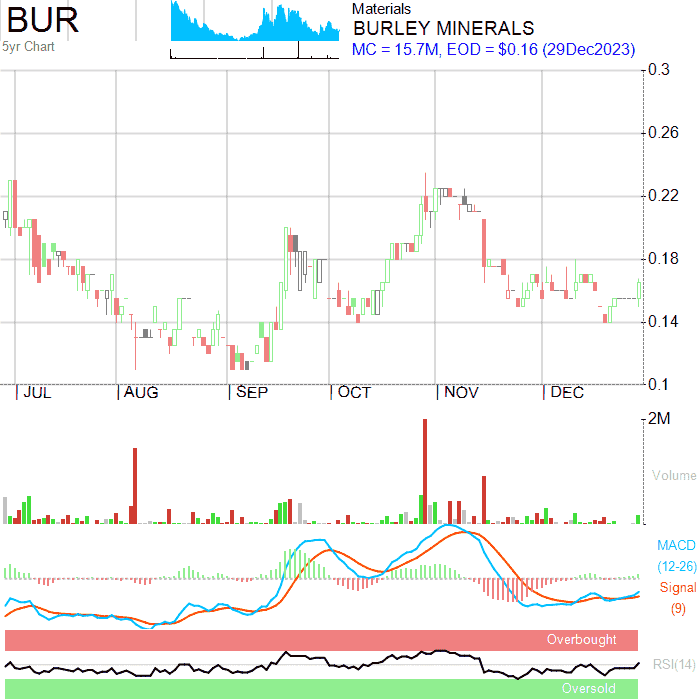 BUR
5yr Chart
Materials
BURLEY MINERALS
MC = 15.7M, EOD = $0.16 (29Dec2023)
0.3
0.26
0.22
0.18
0.14
0.1
JUL AUG SEP OCT NOV DEC
2M
Volume
MACD
(12-26)
Signal
(9)
Overbought
RSI(14)
Oversold